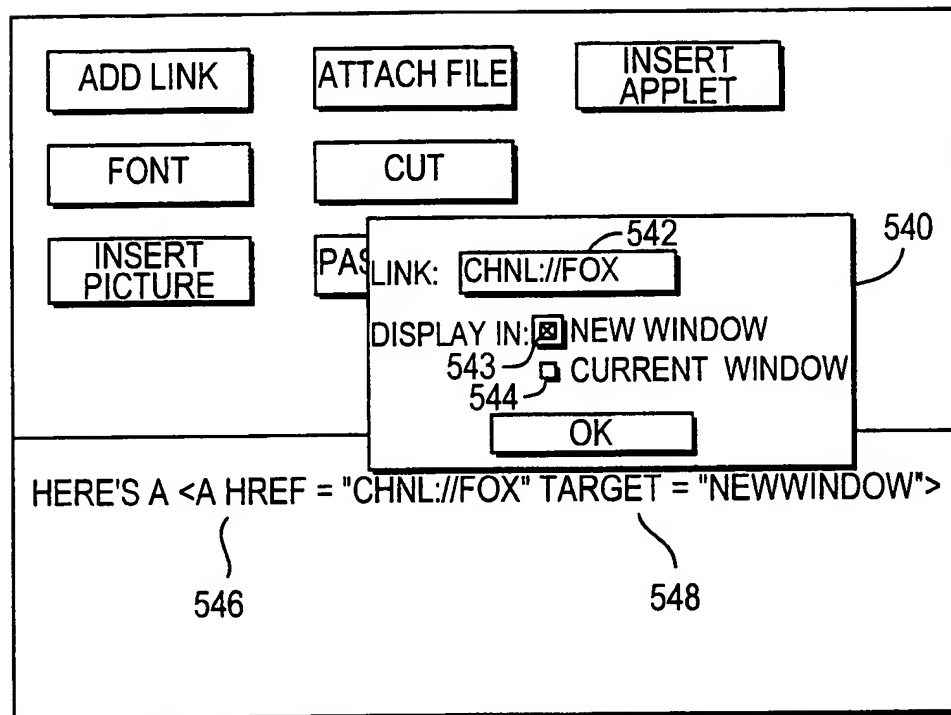 ADD LINK
ATTACH FILE
INSERT
APPLET
FONT
CUT
INSERT
PICTURE
PAS
542
540
LINK: CHNL://FOX
DISPLAY IN: NEW WINDOW
543
CURRENT WINDOW
544
OK
HERE'S A <A HREF = "CHNL://FOX" TARGET = "NEWWINDOW">
546
548